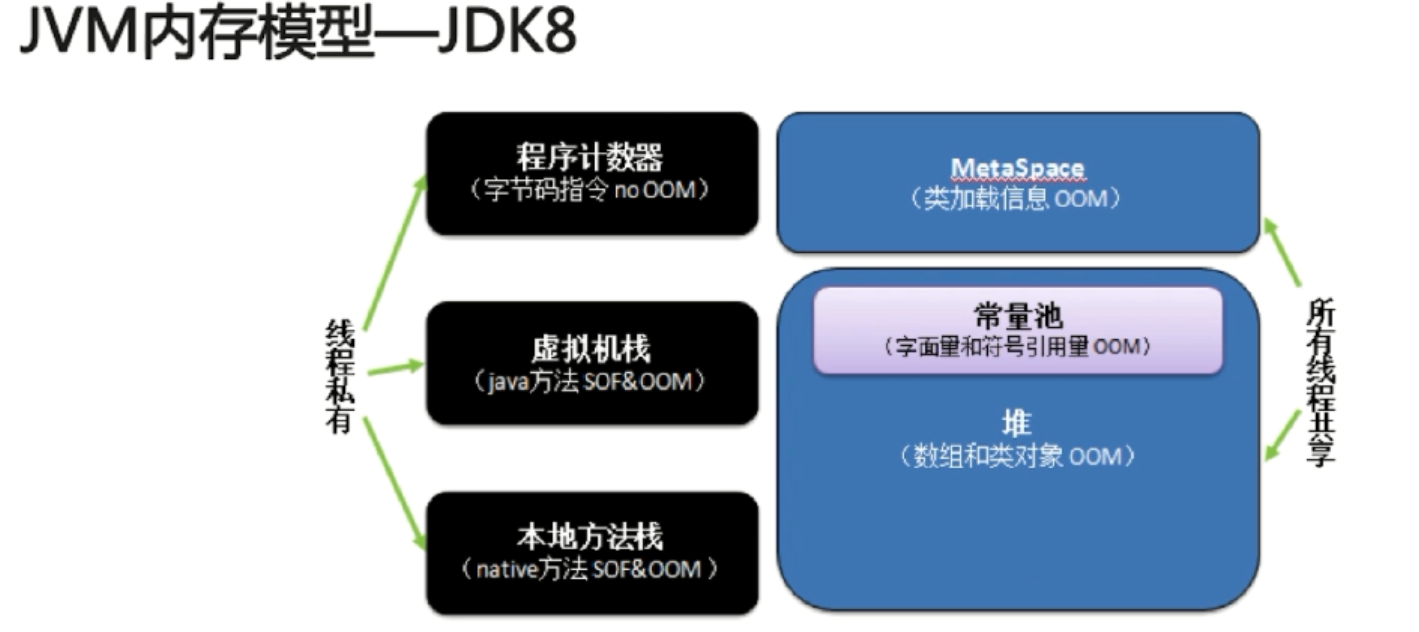 JVM内存模型—JDK8
程序计数器
（字节码指令 no OOM）
MetaSpace
（类加载信息 OOM）
线程私有
虚拟机栈
（java方法 SOF&OOM）
常量池
（字面量和符号引用量 OOM）
堆
（数组和类对象 OOM）
所有线程共享
本地方法栈
（native方法 SOF&OOM ）